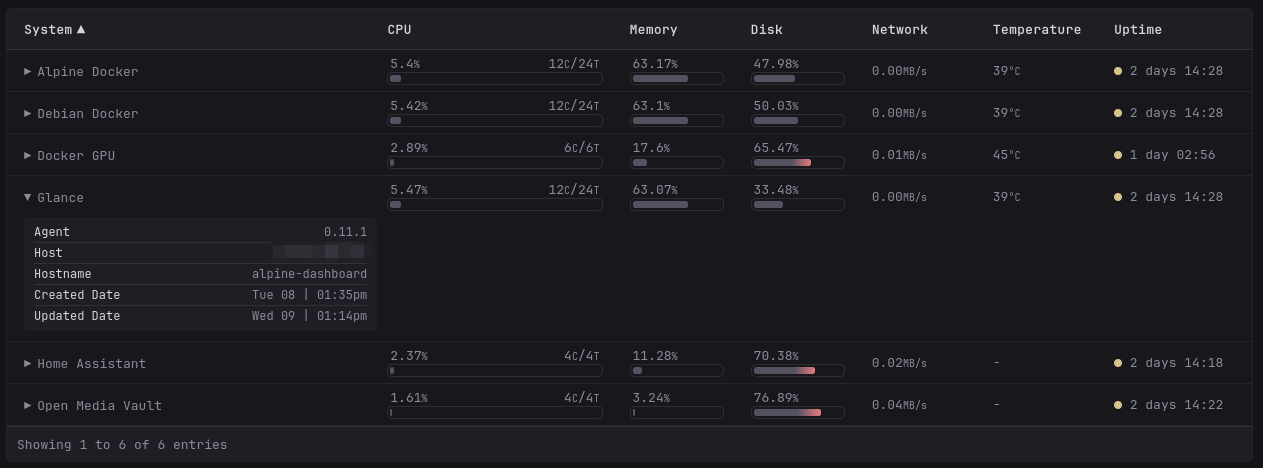 System ▲ CPU Memory Disk Network Temperature Uptime
▶ Alpine Docker 5.4% 12C/24T 63.17% 47.98% 0.00MB/s 39°C 2 days 14:28
▶ Debian Docker 5.42% 12C/24T 63.1% 50.03% 0.00MB/s 39°C 2 days 14:28
▶ Docker GPU 2.89% 6C/6T 17.6% 65.47% 0.01MB/s 45°C 1 day 02:56
▼ Glance 5.47% 12C/24T 63.07% 33.48% 0.00MB/s 39°C 2 days 14:28
Agent 0.11.1
Host
Hostname alpine-dashboard
Created Date Tue 08 | 01:35pm
Updated Date Wed 09 | 01:14pm
▶ Home Assistant 2.37% 4C/4T 11.28% 70.38% 0.02MB/s - 2 days 14:18
▶ Open Media Vault 1.61% 4C/4T 3.24% 76.89% 0.04MB/s - 2 days 14:22
Showing 1 to 6 of 6 entries